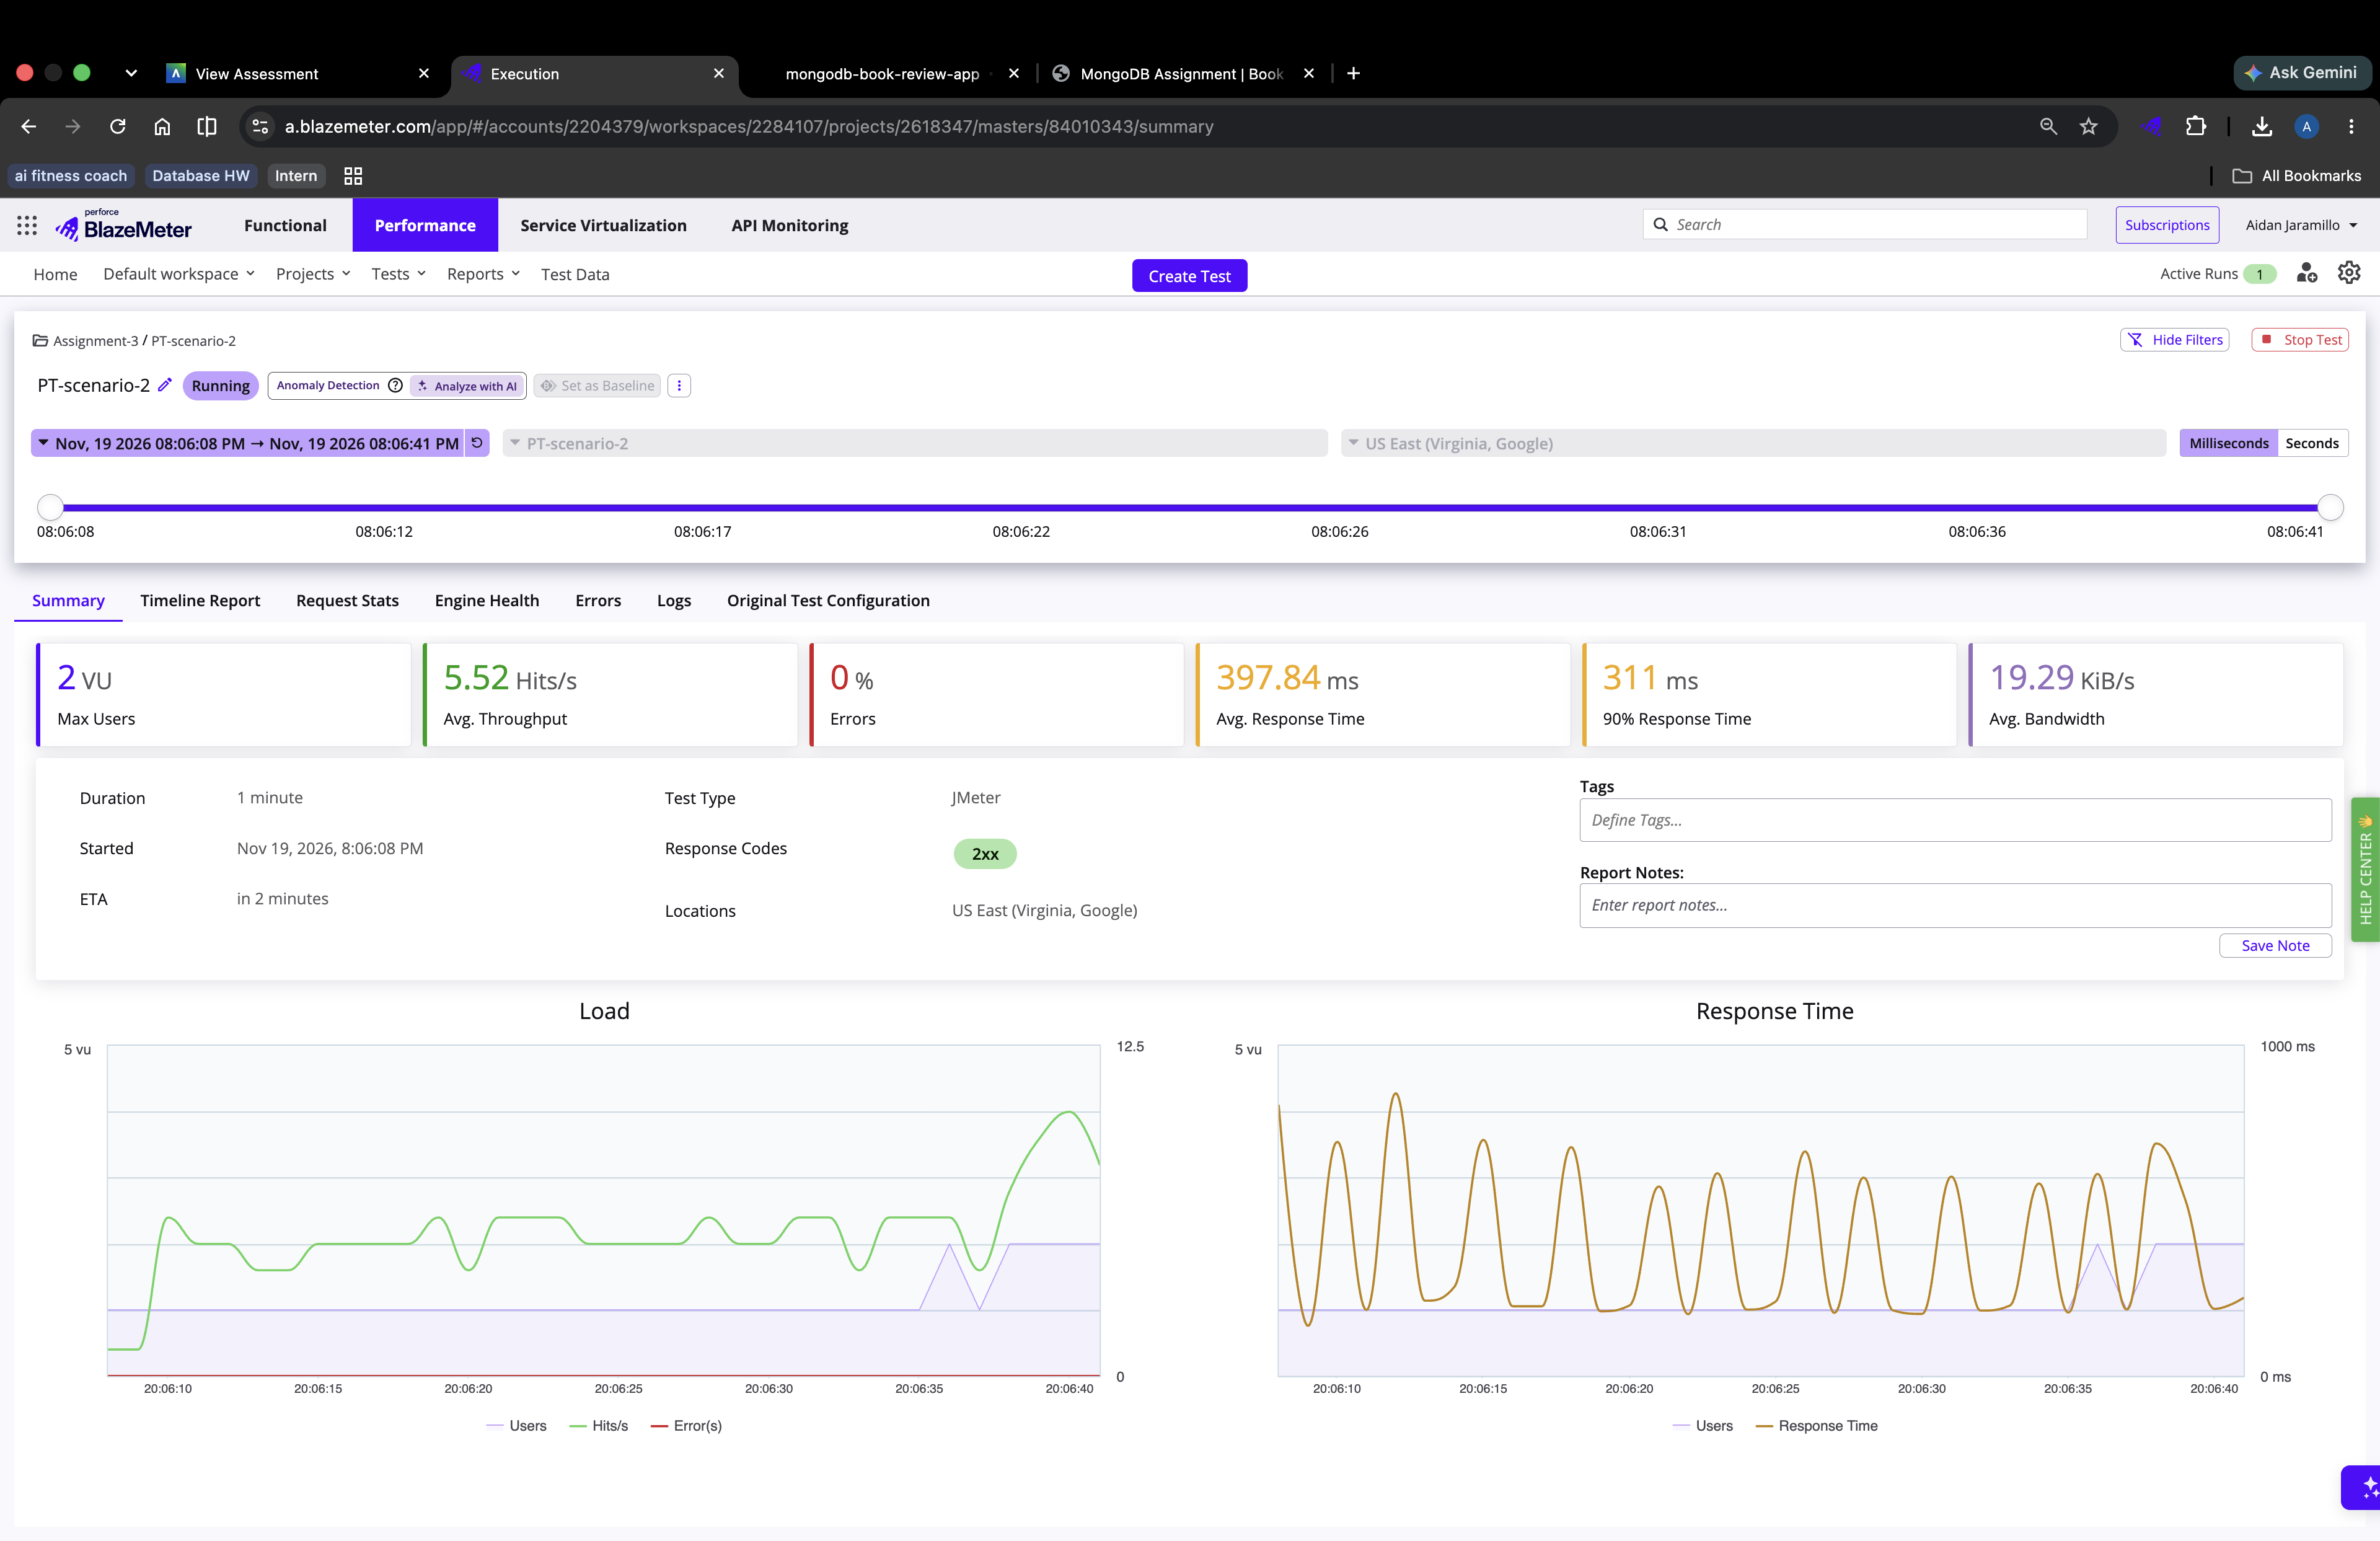 View Assessment
Execution
mongodb-book-review-app
MongoDB Assignment | Book
Ask Gemini
a.blazemeter.com/app/#/accounts/2204379/workspaces/2284107/projects/2618347/masters/84010343/summary
A
ai fitness coach
Database HW
Intern
All Bookmarks
perforce
BlazeMeter
Functional
Performance
Service Virtualization
API Monitoring
Search
Subscriptions
Aidan Jaramillo
Home
Default workspace
Projects
Tests
Reports
Test Data
Create Test
Active Runs 1
Assignment-3 / PT-scenario-2
Hide Filters
Stop Test
PT-scenario-2
Running
Anomaly Detection ?
Analyze with AI
Set as Baseline
Nov, 19 2026 08:06:08 PM → Nov, 19 2026 08:06:41 PM
PT-scenario-2
US East (Virginia, Google)
Milliseconds
Seconds
08:06:08
08:06:12
08:06:17
08:06:22
08:06:26
08:06:31
08:06:36
08:06:41
Summary
Timeline Report
Request Stats
Engine Health
Errors
Logs
Original Test Configuration
2 VU
Max Users
5.52 Hits/s
Avg. Throughput
0 %
Errors
397.84 ms
Avg. Response Time
311 ms
90% Response Time
19.29 KiB/s
Avg. Bandwidth
Duration
1 minute
Started
Nov 19, 2026, 8:06:08 PM
ETA
in 2 minutes
Test Type
JMeter
Response Codes
2xx
Locations
US East (Virginia, Google)
Tags
Define Tags...
Report Notes:
Enter report notes...
Save Note
HELP CENTER
Load
5 vu
12.5
0
20:06:10
20:06:15
20:06:20
20:06:25
20:06:30
20:06:35
20:06:40
Users
Hits/s
Error(s)
Response Time
5 vu
1000 ms
0 ms
20:06:10
20:06:15
20:06:20
20:06:25
20:06:30
20:06:35
20:06:40
Users
Response Time